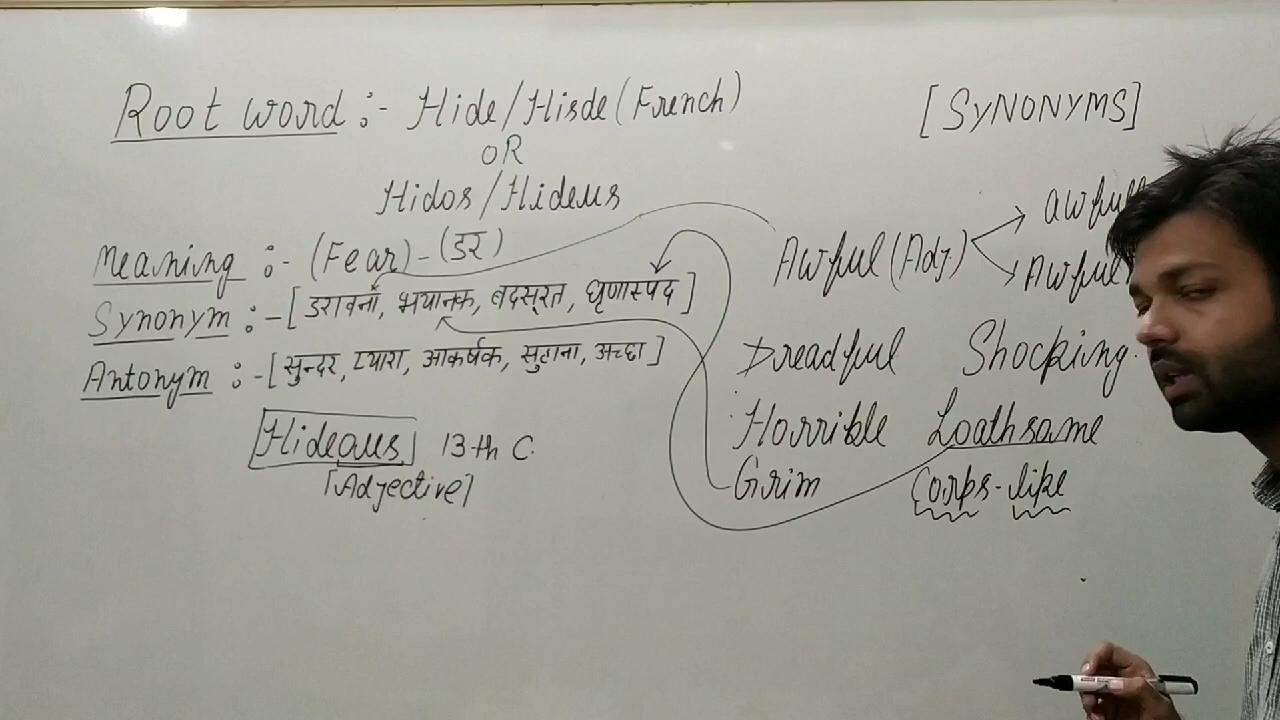 Root word :- Hide/Hisde (French)
OR
Hidos/Hideus
Meaning :- (Fear) - (डर)
Synonym :- [डरावना, भयानक, बदसूरत, घृणास्पद]
Antonym :- [सुन्दर, प्यारा, आकर्षक, सुहाना, अच्छा]
Hideous 13th C.
[Adjective]
[SYNONYMS]
Awful (Adj.)
Awful
Dreadful Shocking
Horrible Loathsome
Grim Corps-like